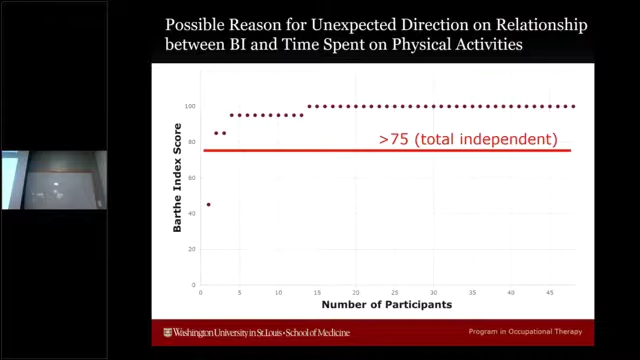 Possible Reason for Unexpected Direction on Relationship
between BI and Time Spent on Physical Activities
Barthe Index Score
100
80
60
40
20
0
>75 (total independent)
0 5 10 15 20 25 30 35 40 45
Number of Participants
Washington University in St. Louis • School of Medicine
Program in Occupational Therapy